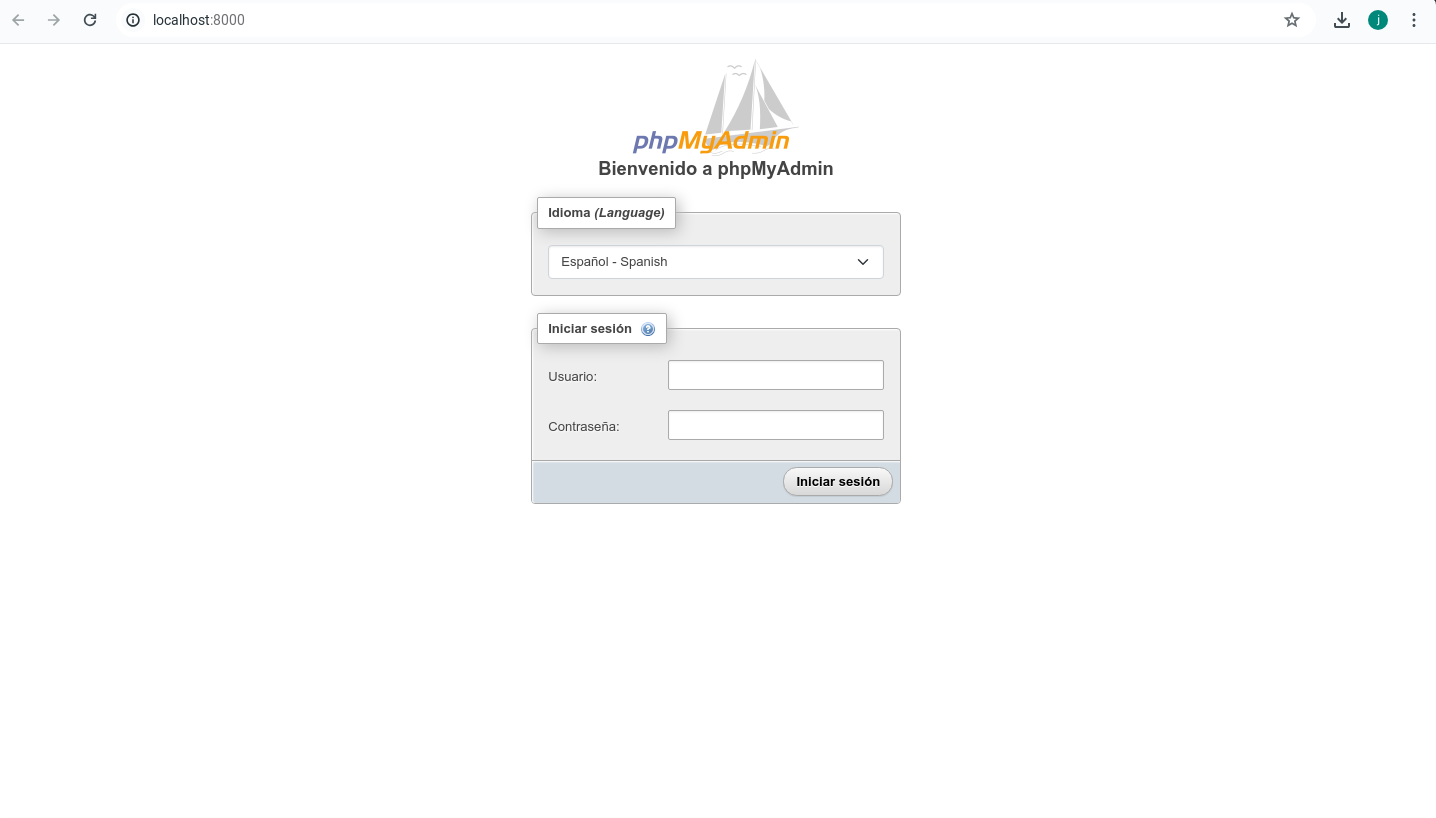 localhost:8000
j
phpMyAdmin
Bienvenido a phpMyAdmin
Idioma (Language)
Español - Spanish
Iniciar sesión
Usuario:
Contraseña:
Iniciar sesión